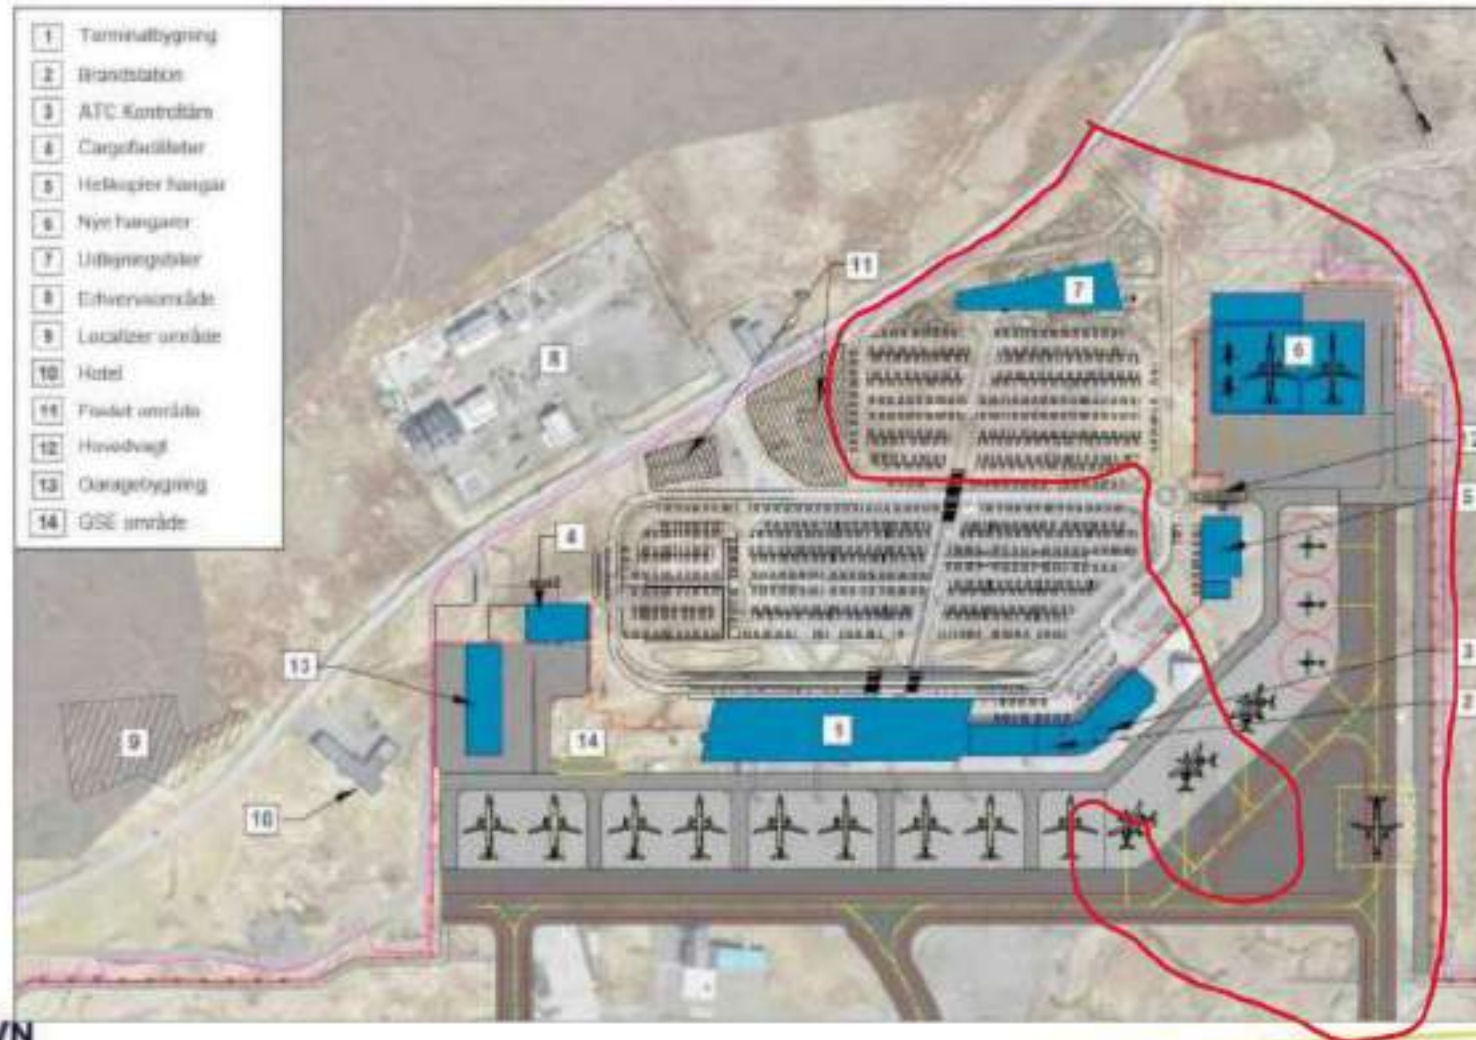 1 Terminalbygning
2 Brandstation
3 ATC Kontroltårn
4 Cargofaciliteter
5 Helikopter hangar
6 Nye hangarer
7 Udlejningsbiler
8 Erhvervsområde
9 Localizer område
10 Hotel
11 Fredet område
12 Hovedvagt
13 Garagebygning
14 GSE område
11
7
8
6
12
5
4
13
3
2
9
14
1
10
VN